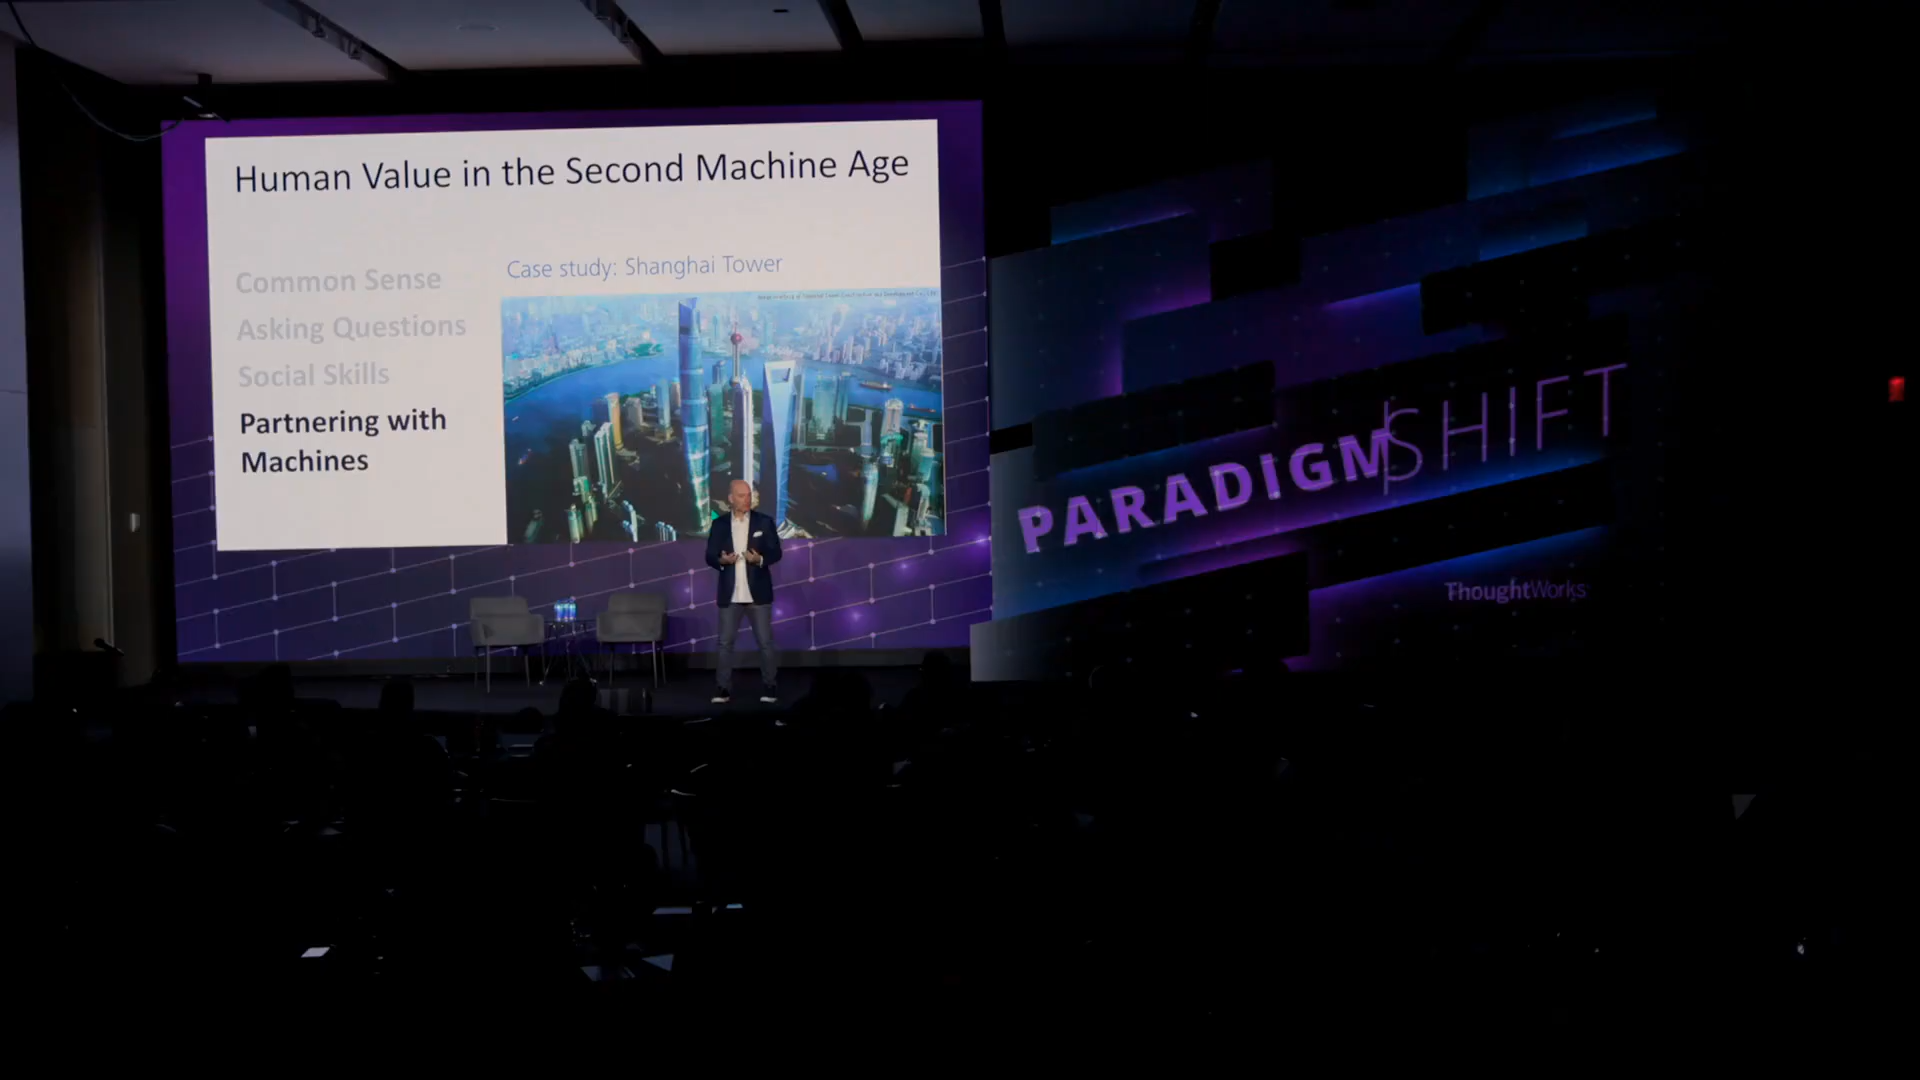 Human Value in the Second Machine Age
Common Sense
Asking Questions
Social Skills
Partnering with
Machines
Case study: Shanghai Tower
PARADIGM SHIFT
ThoughtWorks